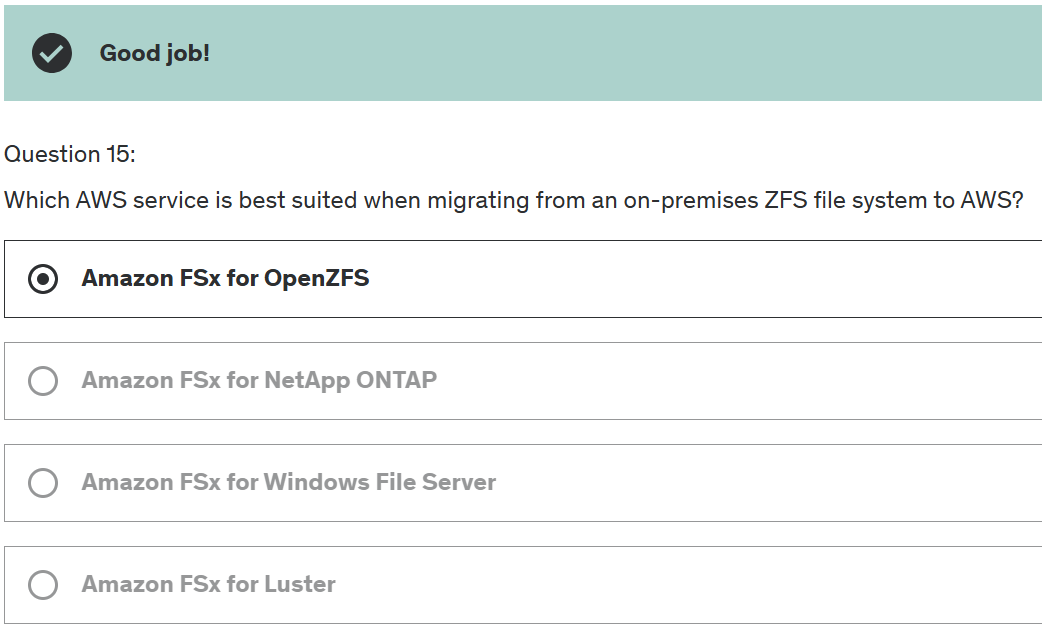 Good job!
Question 15:
Which AWS service is best suited when migrating from an on-premises ZFS file system to AWS?
Amazon FSx for OpenZFS
Amazon FSx for NetApp ONTAP
Amazon FSx for Windows File Server
Amazon FSx for Luster